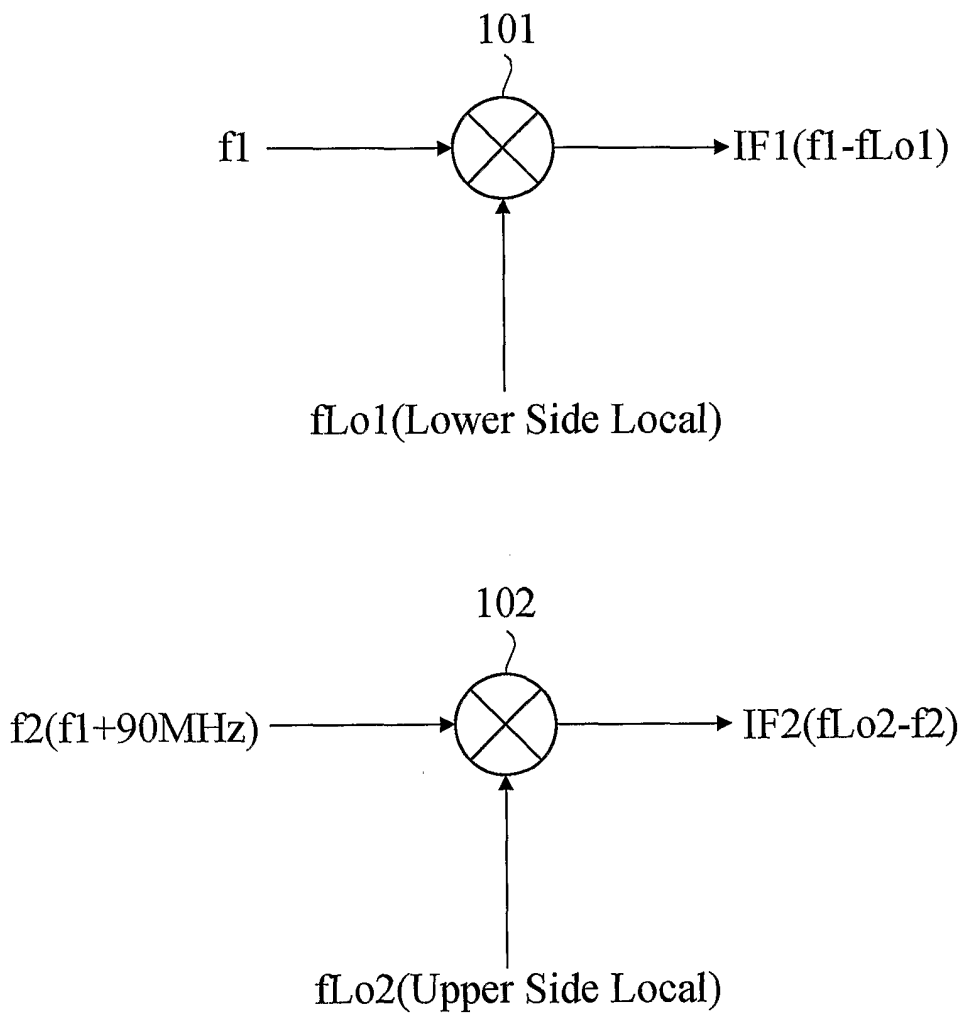 101
f1
IF1(f1-fLo1)
fLo1(Lower Side Local)
102
f2(f1+90MHz)
IF2(fLo2-f2)
fLo2(Upper Side Local)